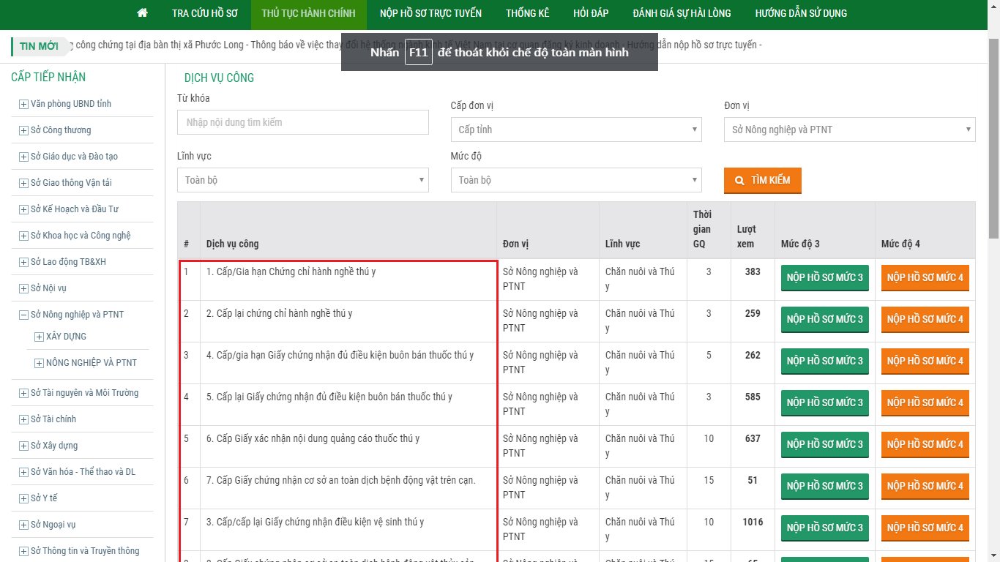 TRA CỨU HỒ SƠ THỦ TỤC HÀNH CHÍNH NỘP HỒ SƠ TRỰC TUYẾN THỐNG KÊ HỎI ĐÁP ĐÁNH GIÁ SỰ HÀI LÒNG HƯỚNG DẪN SỬ DỤNG
TIN MỚI công chứng tại địa bàn thị xã Phước Long - Thông báo về việc thay đổi hệ thống ngành kinh tế Việt Nam tại cơ quan đăng ký kinh doanh - Hướng dẫn nộp hồ sơ trực tuyến -
Nhấn F11 để thoát khỏi chế độ toàn màn hình
CẤP TIẾP NHẬN
Văn phòng UBND tỉnh
Sở Công thương
Sở Giáo dục và Đào tạo
Sở Giao thông Vận tải
Sở Kế Hoạch và Đầu Tư
Sở Khoa học và Công nghệ
Sở Lao động TB&XH
Sở Nội vụ
Sở Nông nghiệp và PTNT
XÂY DỰNG
NÔNG NGHIỆP VÀ PTNT
Sở Tài nguyên và Môi Trường
Sở Tài chính
Sở Xây dựng
Sở Văn hóa - Thể thao và DL
Sở Y tế
Sở Ngoại vụ
Sở Thông tin và Truyền thông
DỊCH VỤ CÔNG
Từ khóa
Nhập nội dung tìm kiếm
Cấp đơn vị
Cấp tỉnh
Đơn vị
Sở Nông nghiệp và PTNT
Lĩnh vực
Toàn bộ
Mức độ
Toàn bộ
TÌM KIẾM
# Dịch vụ công Đơn vị Lĩnh vực Thời gian GQ Lượt xem Mức độ 3 Mức độ 4
1 1. Cấp/Gia hạn Chứng chỉ hành nghề thú y Sở Nông nghiệp và PTNT Chăn nuôi và Thú y 3 383 NỘP HỒ SƠ MỨC 3 NỘP HỒ SƠ MỨC 4
2 2. Cấp lại chứng chỉ hành nghề thú y Sở Nông nghiệp và PTNT Chăn nuôi và Thú y 3 259 NỘP HỒ SƠ MỨC 3 NỘP HỒ SƠ MỨC 4
3 4. Cấp/gia hạn Giấy chứng nhận đủ điều kiện buôn bán thuốc thú y Sở Nông nghiệp và PTNT Chăn nuôi và Thú y 5 262 NỘP HỒ SƠ MỨC 3 NỘP HỒ SƠ MỨC 4
4 5. Cấp lại Giấy chứng nhận đủ điều kiện buôn bán thuốc thú y Sở Nông nghiệp và PTNT Chăn nuôi và Thú y 3 585 NỘP HỒ SƠ MỨC 3 NỘP HỒ SƠ MỨC 4
5 6. Cấp Giấy xác nhận nội dung quảng cáo thuốc thú y Sở Nông nghiệp và PTNT Chăn nuôi và Thú y 10 637 NỘP HỒ SƠ MỨC 3 NỘP HỒ SƠ MỨC 4
6 7. Cấp Giấy chứng nhận cơ sở an toàn dịch bệnh động vật trên cạn. Sở Nông nghiệp và PTNT Chăn nuôi và Thú y 15 51 NỘP HỒ SƠ MỨC 3 NỘP HỒ SƠ MỨC 4
7 3. Cấp/cấp lại Giấy chứng nhận điều kiện vệ sinh thú y Sở Nông nghiệp và PTNT Chăn nuôi và Thú y 10 1016 NỘP HỒ SƠ MỨC 3 NỘP HỒ SƠ MỨC 4